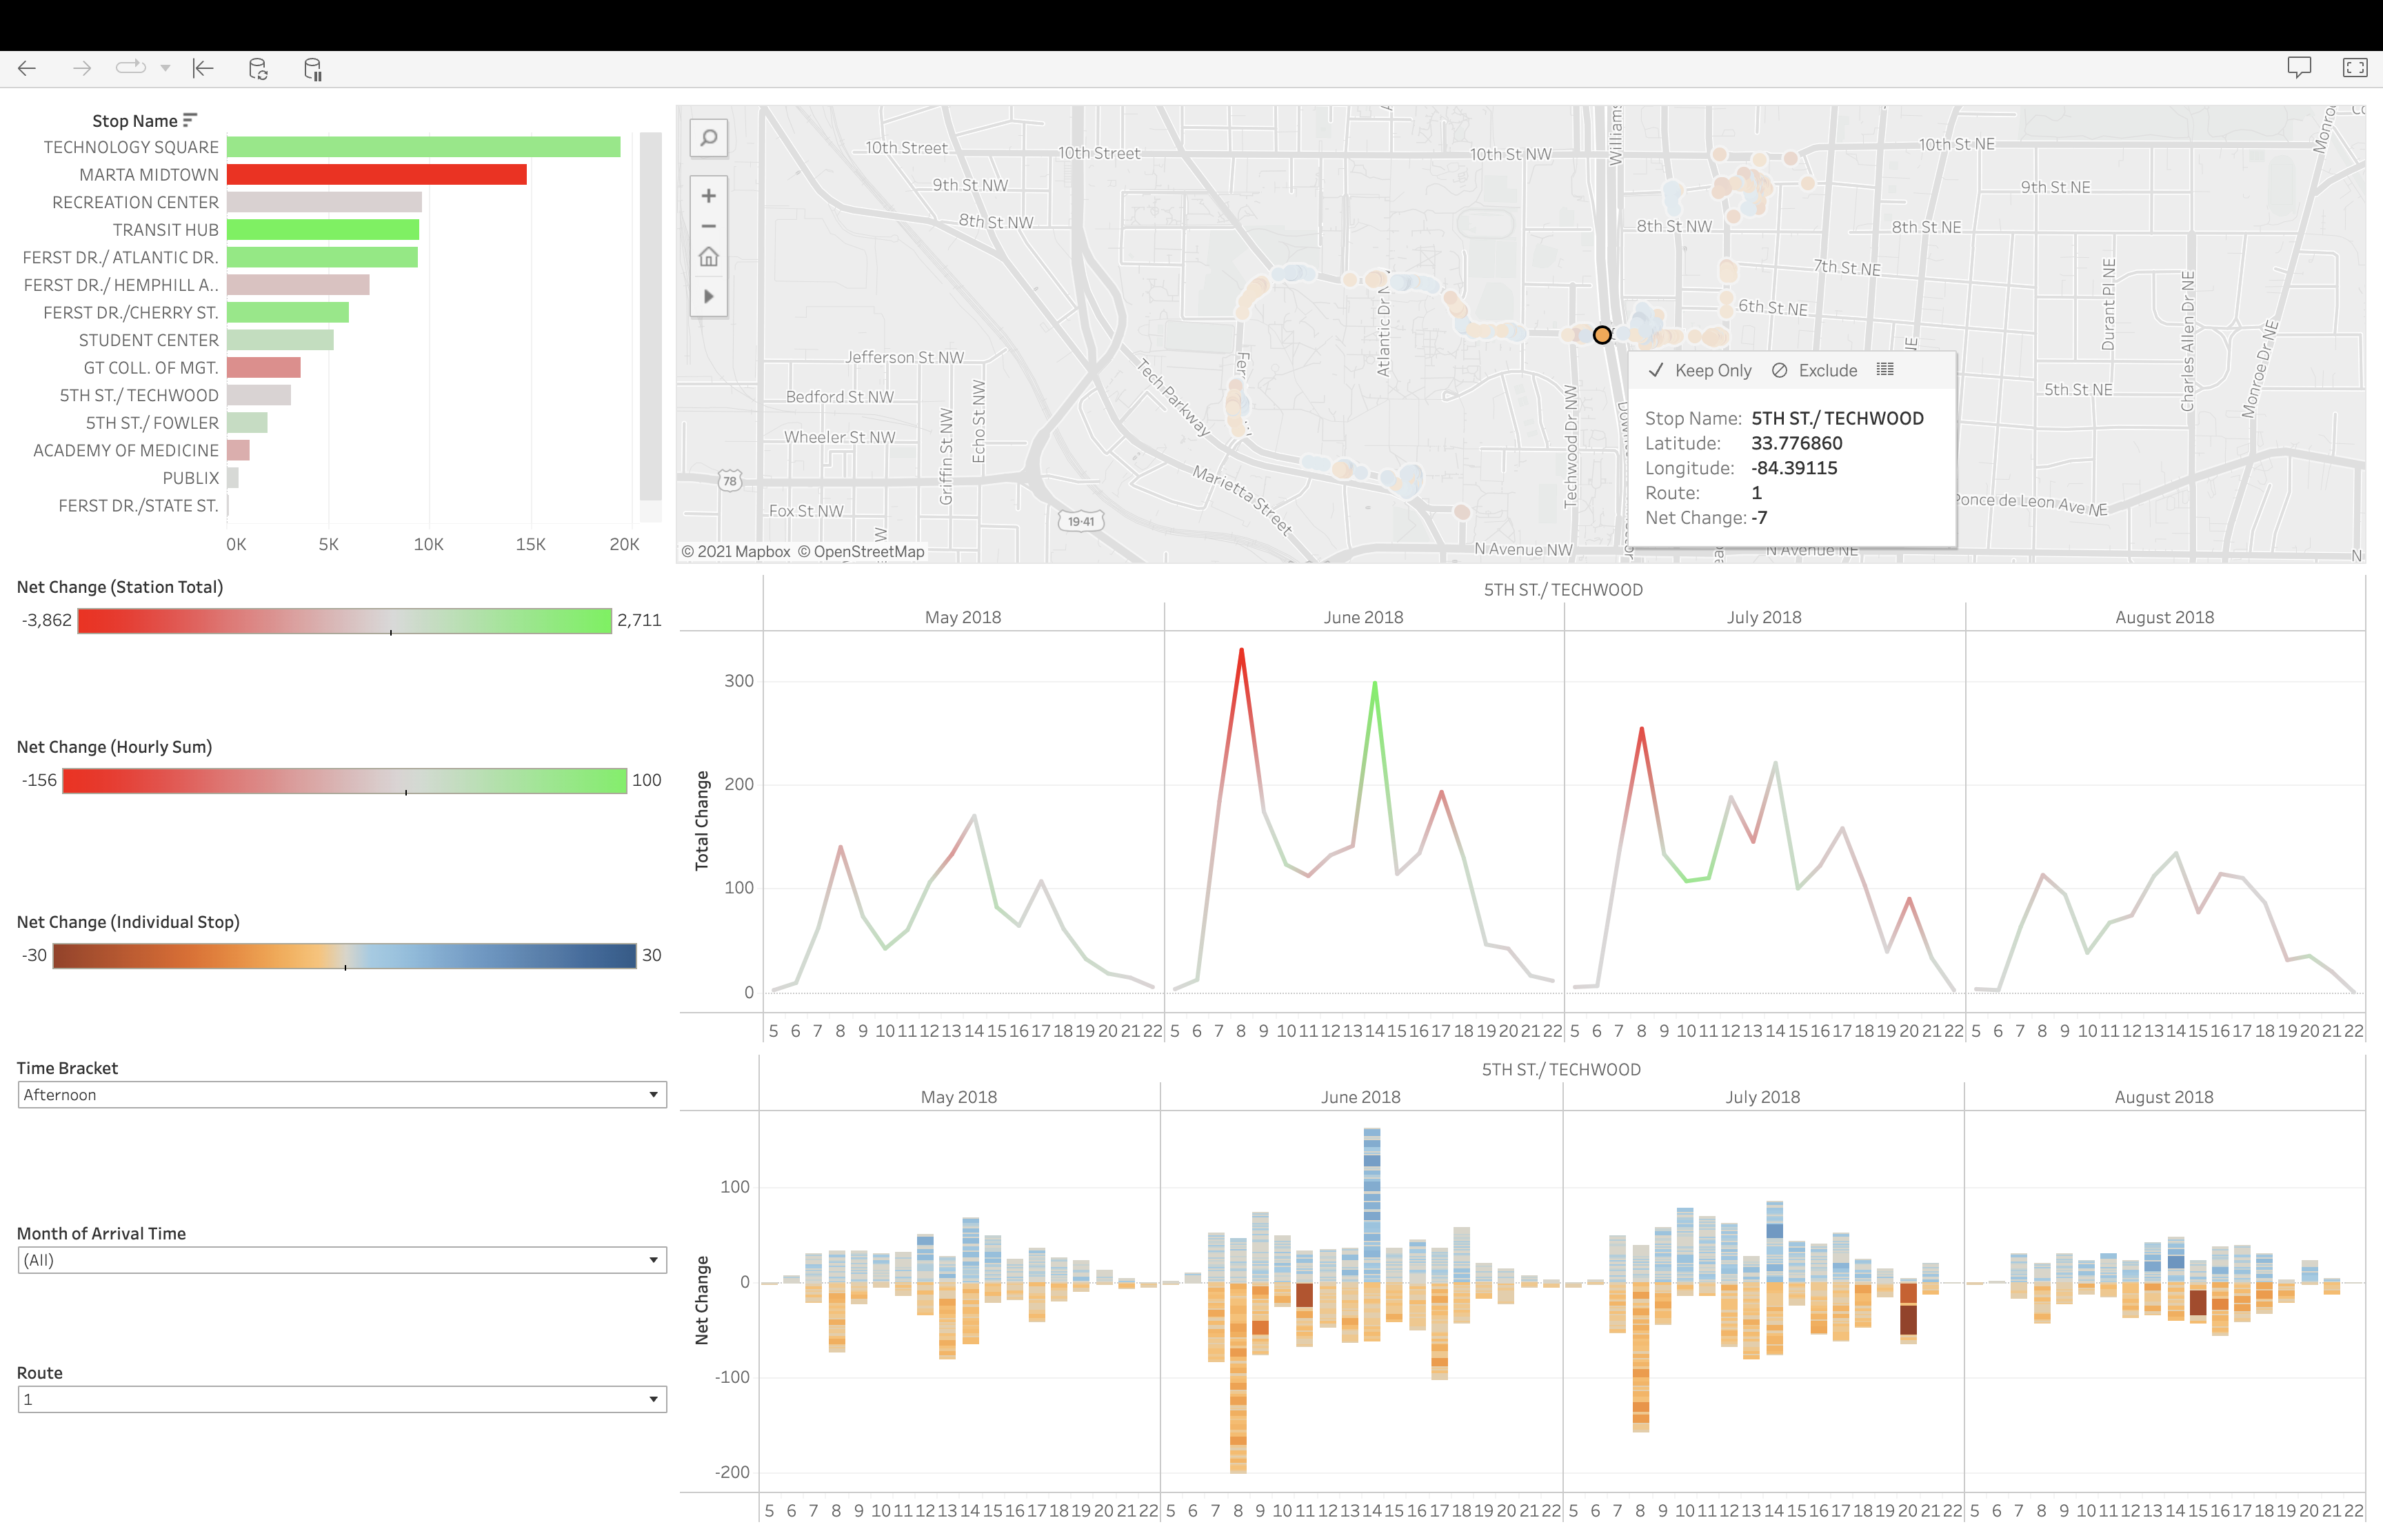 Stop Name
TECHNOLOGY SQUARE
MARTA MIDTOWN
RECREATION CENTER
TRANSIT HUB
FERST DR./ ATLANTIC DR.
FERST DR./ HEMPHILL A..
FERST DR./CHERRY ST.
STUDENT CENTER
GT COLL. OF MGT.
5TH ST./ TECHWOOD
5TH ST./ FOWLER
ACADEMY OF MEDICINE
PUBLIX
FERST DR./STATE ST.
0K 5K 10K 15K 20K
10th Street
10th Street
10th St NW
10th St NE
9th St NW
9th St NE
8th St NW
8th St NW
8th St NE
7th St NE
6th St NE
5th St NE
Williams
Monro
Atlantic Dr N
Durant Pl NE
Charles Allen Dr NE
Monroe Dr NE
Jefferson St NW
Bedford St NW
Wheeler St NW
Fox St NW
Griffin St NW
Echo St NW
Tech Parkway
Marietta Street
Techwood Dr NW
78
19-41
Ponce de Leon Ave NE
N Avenue NW
N Avenue NE
© 2021 Mapbox © OpenStreetMap
Keep Only Exclude
Stop Name: 5TH ST./ TECHWOOD
Latitude: 33.776860
Longitude: -84.39115
Route: 1
Net Change: -7
Net Change (Station Total)
-3,862 2,711
Net Change (Hourly Sum)
-156 100
Net Change (Individual Stop)
-30 30
Time Bracket
Afternoon
Month of Arrival Time
(All)
Route
1
5TH ST./ TECHWOOD
May 2018 June 2018 July 2018 August 2018
Total Change
300
200
100
0
5 6 7 8 9 10 11 12 13 14 15 16 17 18 19 20 21 22 5 6 7 8 9 10 11 12 13 14 15 16 17 18 19 20 21 22 5 6 7 8 9 10 11 12 13 14 15 16 17 18 19 20 21 22 5 6 7 8 9 10 11 12 13 14 15 16 17 18 19 20 21 22
5TH ST./ TECHWOOD
May 2018 June 2018 July 2018 August 2018
Net Change
100
0
-100
-200
5 6 7 8 9 10 11 12 13 14 15 16 17 18 19 20 21 22 5 6 7 8 9 10 11 12 13 14 15 16 17 18 19 20 21 22 5 6 7 8 9 10 11 12 13 14 15 16 17 18 19 20 21 22 5 6 7 8 9 10 11 12 13 14 15 16 17 18 19 20 21 22